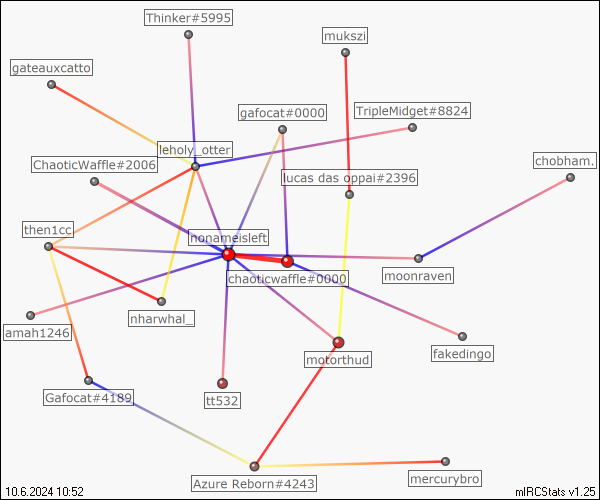 Thinker#5995
mukszi
gateauxcatto
gafocat#0000
TripleMidget#8824
leholy_otter
ChaoticWaffle#2006
chobham.
lucas das oppai#2396
then1cc
nonameisleft
chaoticwaffle#0000
moonraven
nharwhal_
amah1246
motorthud
fakedingo
Gafocat#4189
tt532
Azure Reborn#4243
mercurybro
10.6.2024 10:52
mIRCStats v1.25